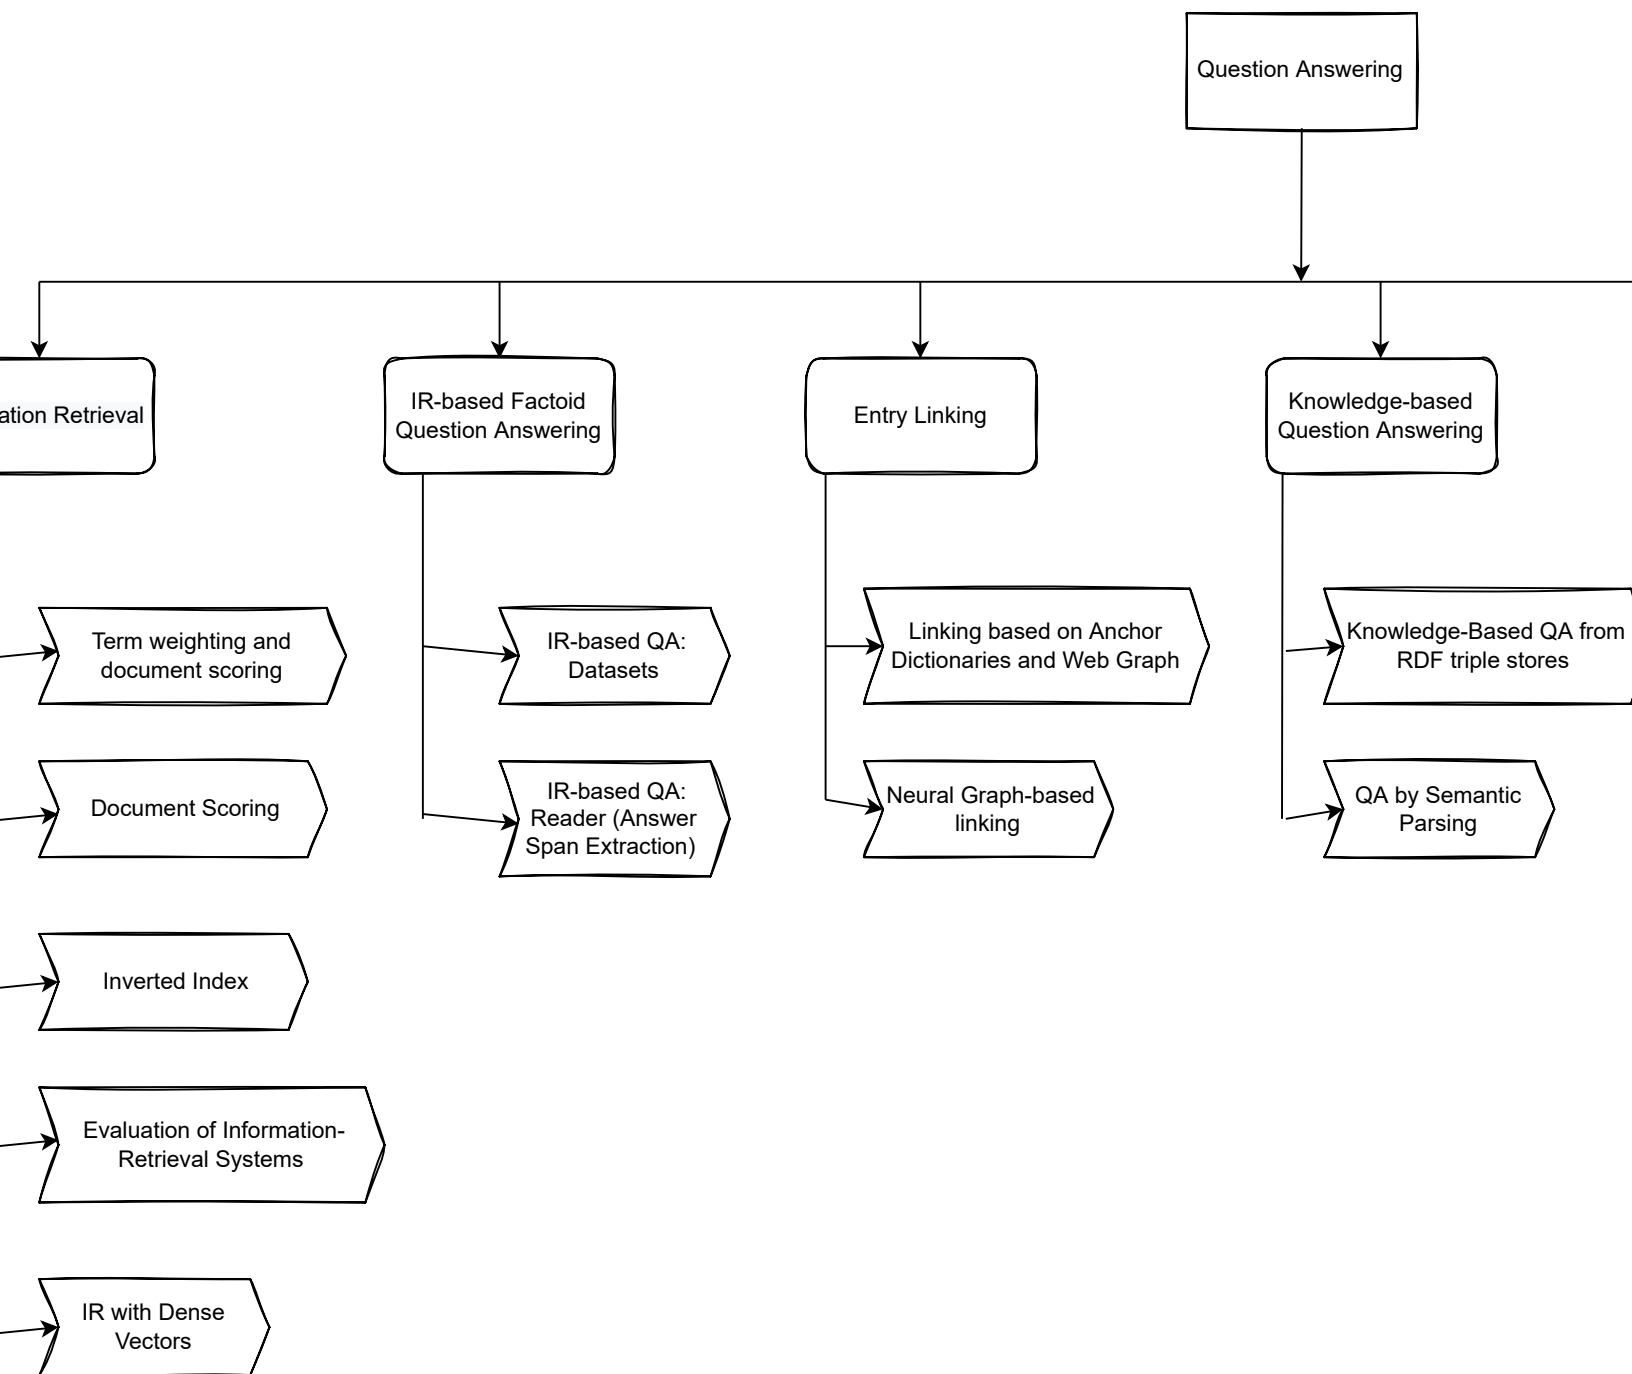 Question Answering
ation Retrieval
IR-based Factoid
Question Answering
Entry Linking
Knowledge-based
Question Answering
Term weighting and
document scoring
IR-based QA:
Datasets
Linking based on Anchor
Dictionaries and Web Graph
Knowledge-Based QA from
RDF triple stores
Document Scoring
IR-based QA:
Reader (Answer
Span Extraction)
Neural Graph-based
linking
QA by Semantic
Parsing
Inverted Index
Evaluation of Information-
Retrieval Systems
IR with Dense
Vectors